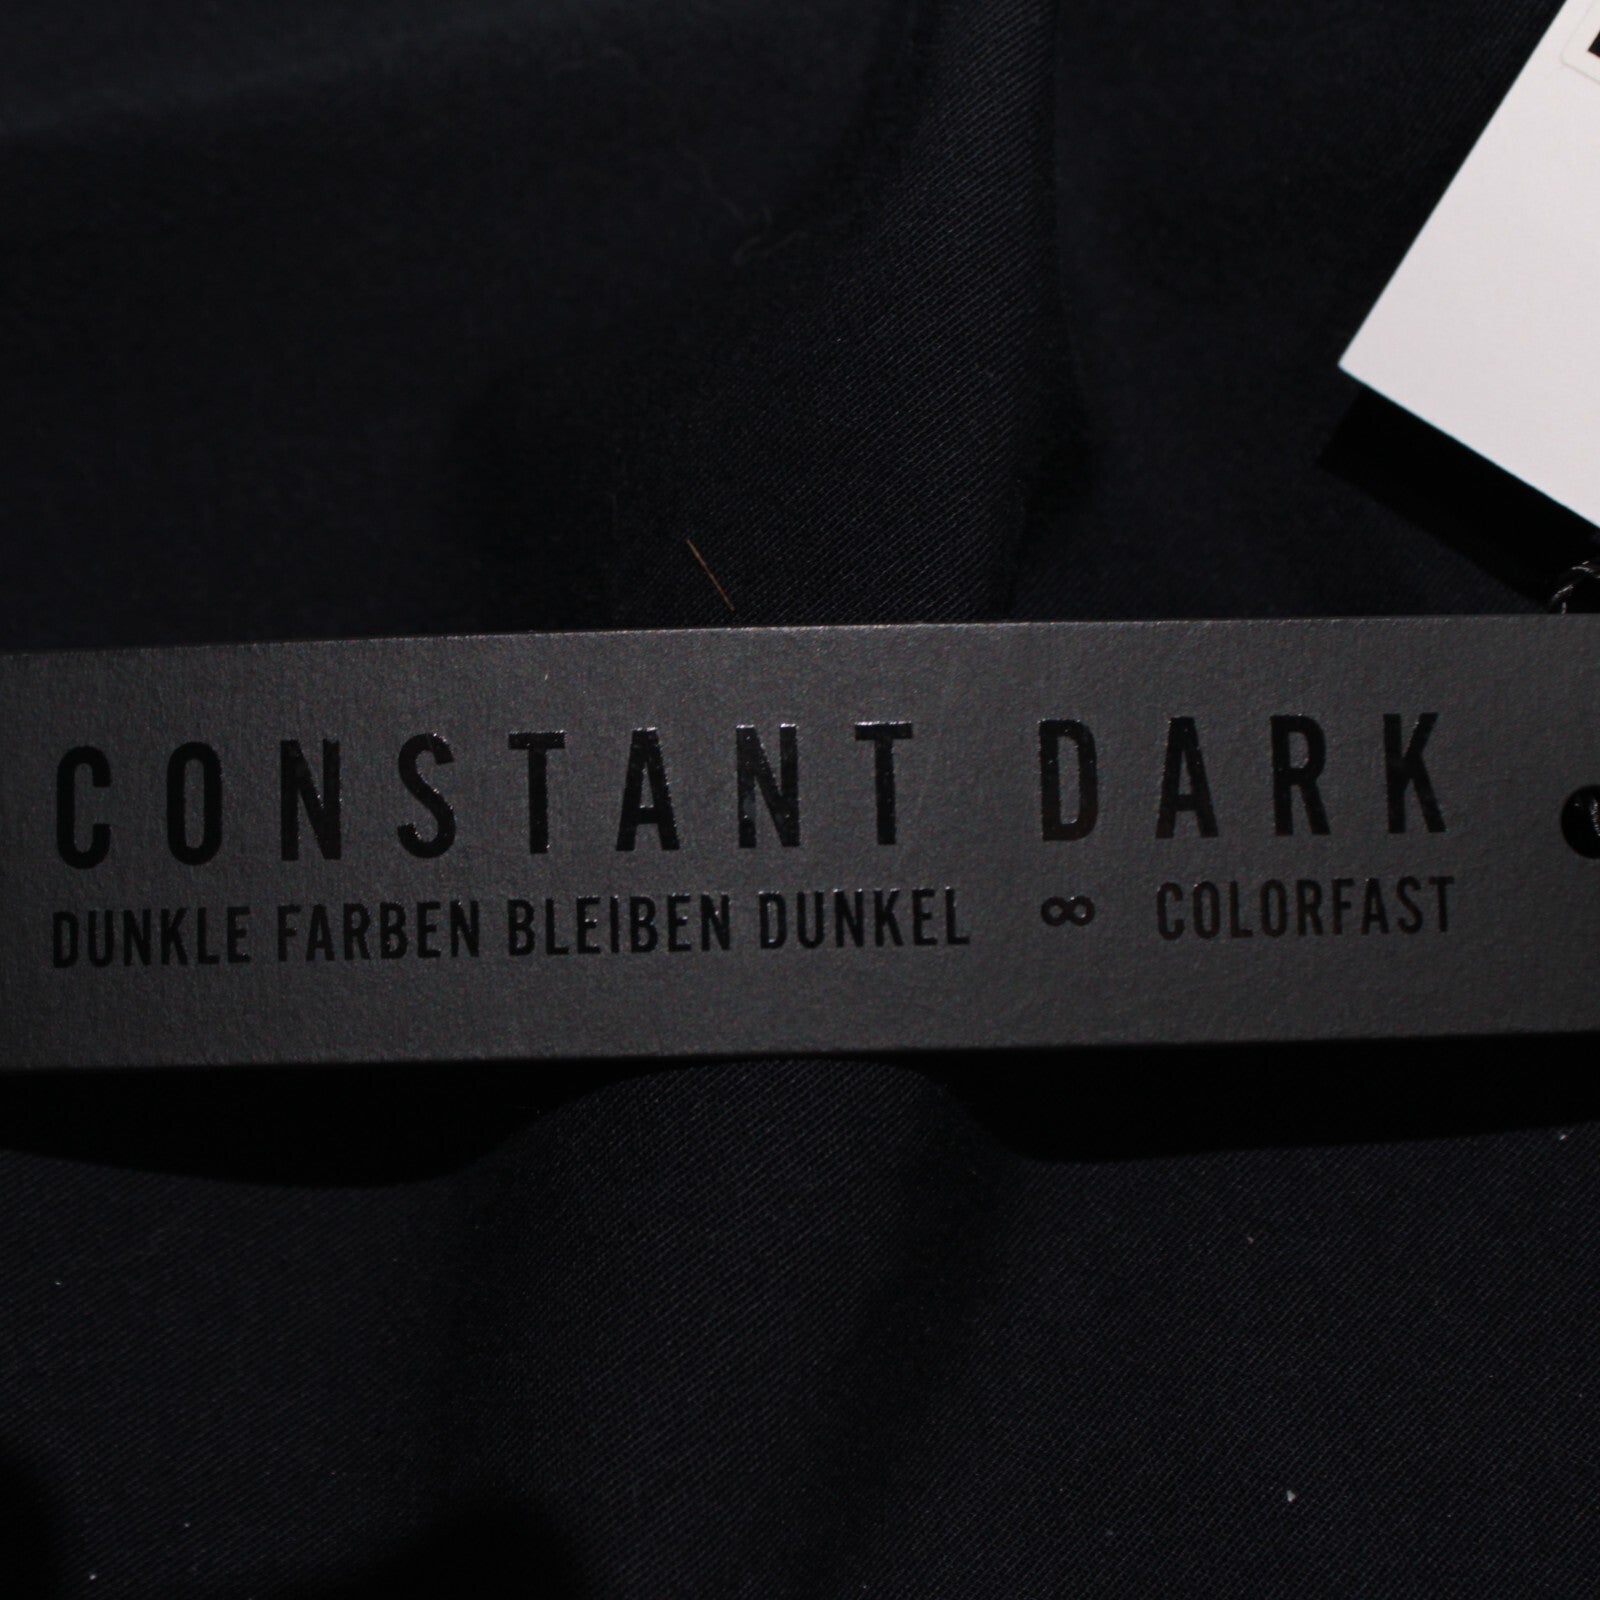 CONSTANT DARK
DUNKLE FARBEN BLEIBEN DUNKEL ∞ COLORFAST